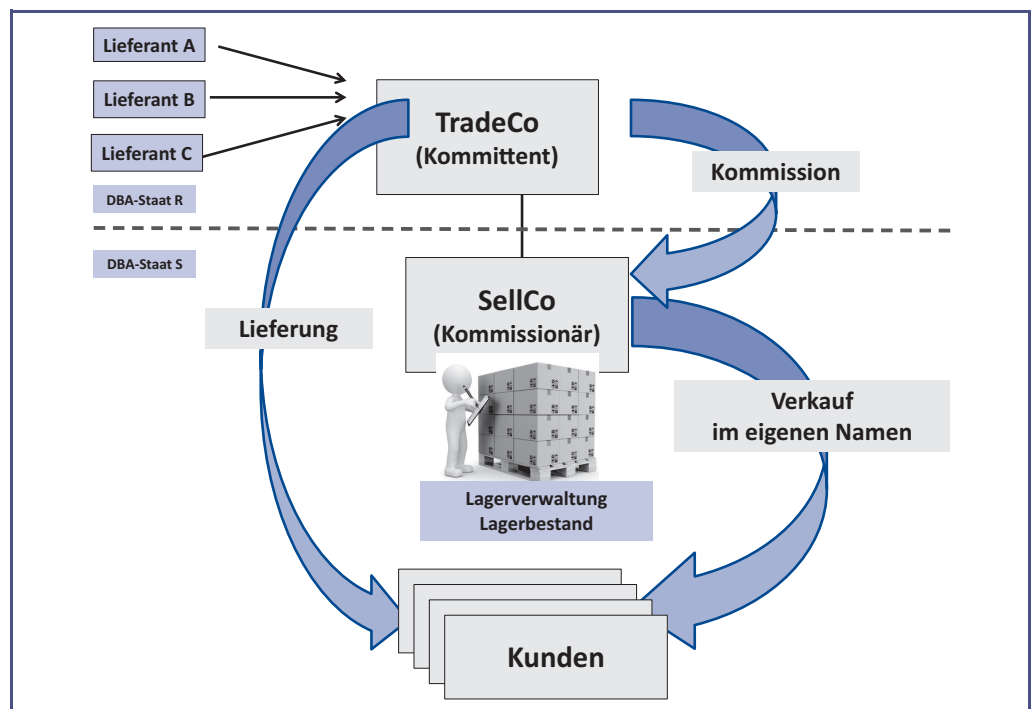 Lieferant A
Lieferant B
Lieferant C
DBA-Staat R
DBA-Staat S
TradeCo
(Kommittent)
Kommission
SellCo
(Kommissionär)
Lieferung
Verkauf
im eigenen Namen
Lagerverwaltung
Lagerbestand
Kunden